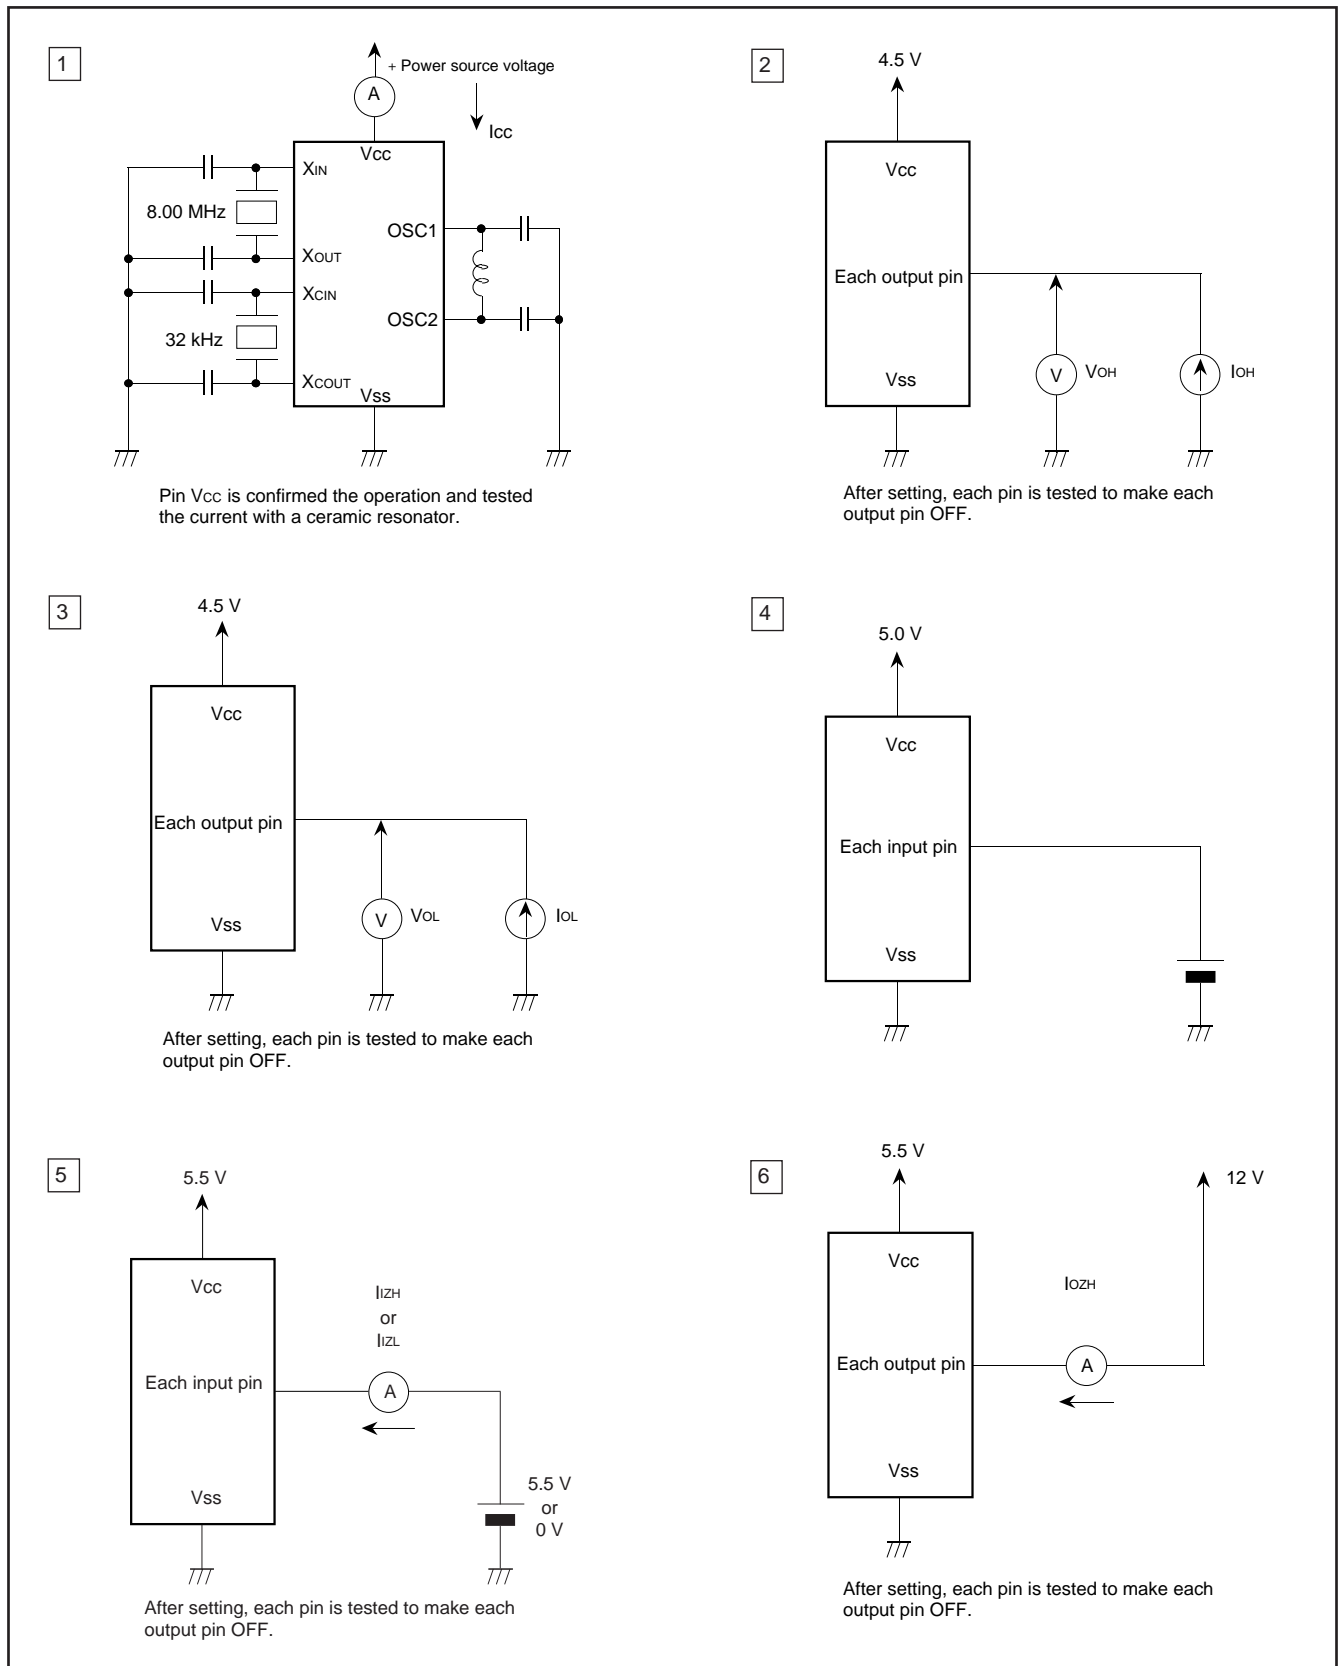 1
+ Power source voltage
A
Icc
Vcc
XIN
8.00 MHz
OSC1
XOUT
XCIN
OSC2
32 kHz
XCOUT
Vss
Pin VCC is confirmed the operation and tested
the current with a ceramic resonator.
2
4.5 V
Vcc
Each output pin
V
VOH
IOH
Vss
After setting, each pin is tested to make each
output pin OFF.
3
4.5 V
Vcc
Each output pin
V
VOL
IOL
Vss
After setting, each pin is tested to make each
output pin OFF.
4
5.0 V
Vcc
Each input pin
Vss
5
5.5 V
Vcc
IIZH
or
IIZL
Each input pin
A
Vss
5.5 V
or
0 V
After setting, each pin is tested to make each
output pin OFF.
6
5.5 V
12 V
Vcc
IOZH
Each output pin
A
Vss
After setting, each pin is tested to make each
output pin OFF.